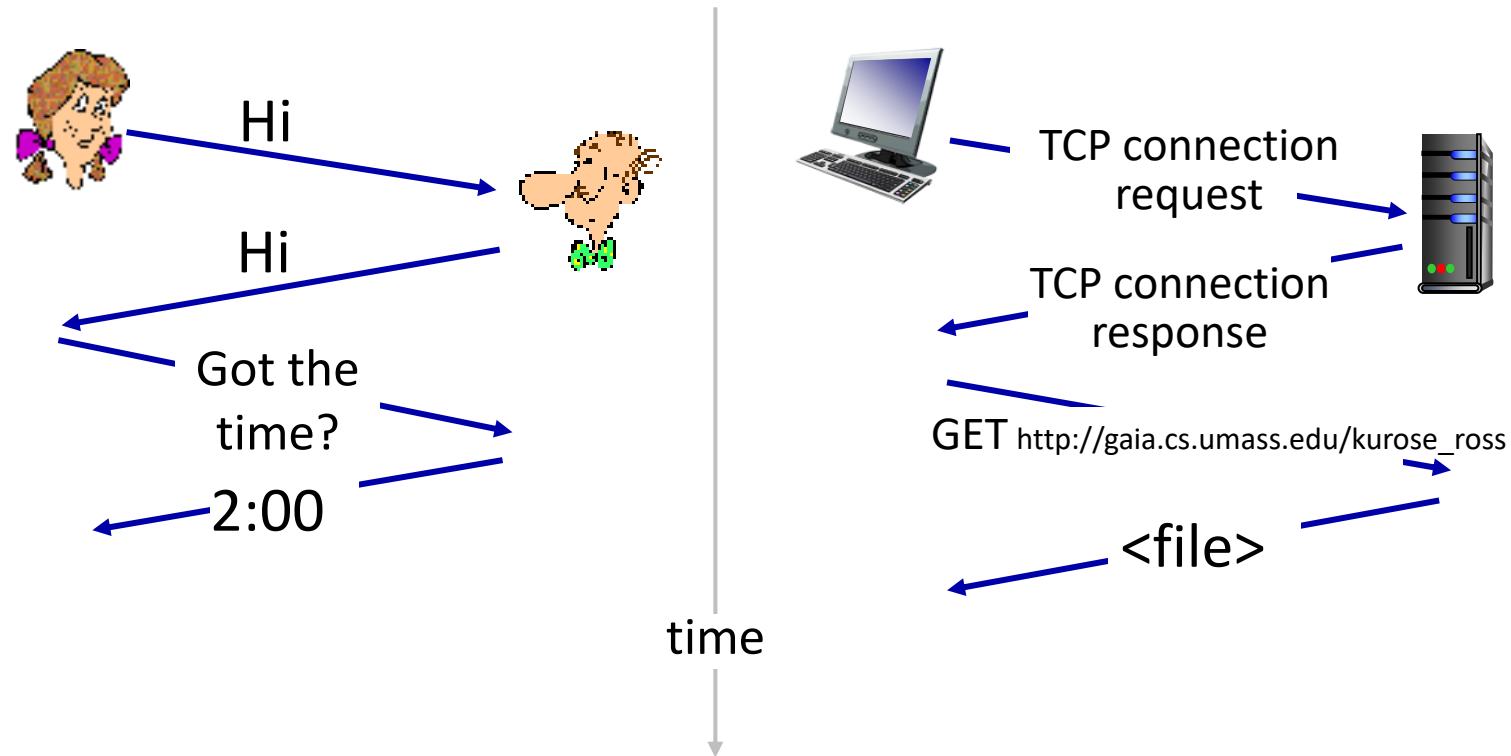 Hi
Hi
Got the
time?
2:00
TCP connection
request
TCP connection
response
GET http://gaia.cs.umass.edu/kurose_ross
<file>
time